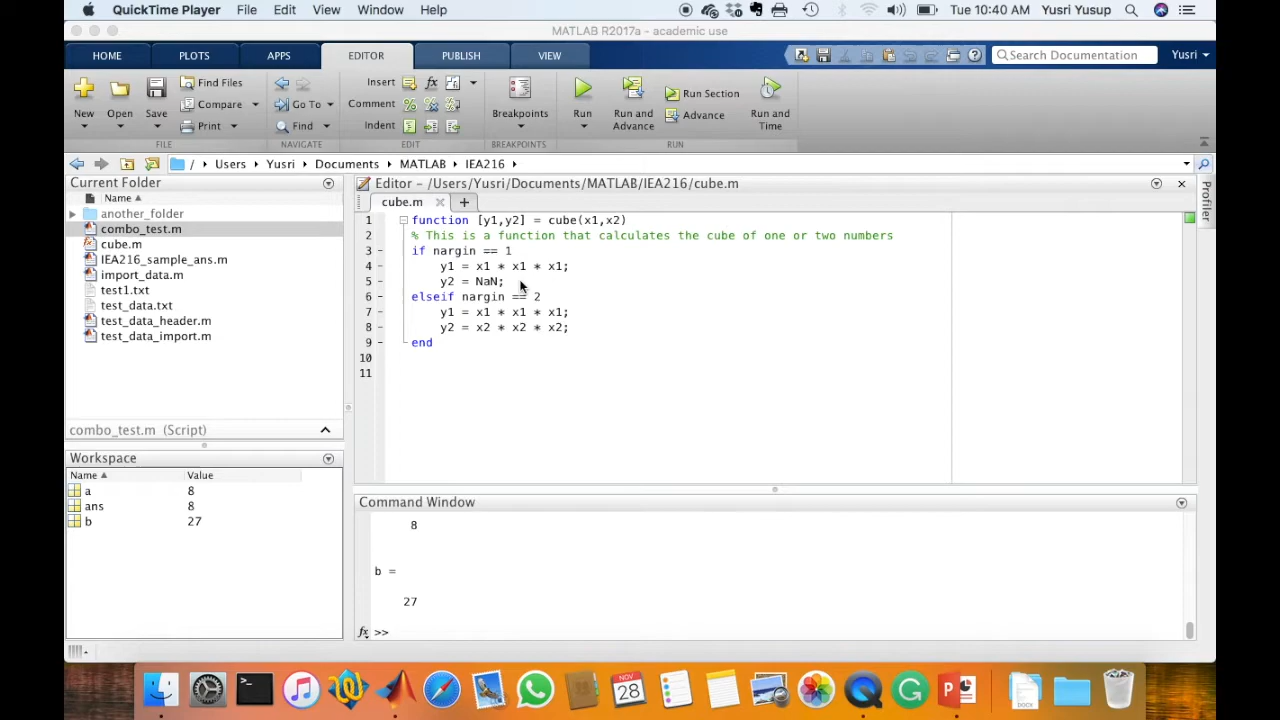 QuickTime Player File Edit View Window Help Tue 10:40 AM Yusri Yusup
MATLAB R2017a - academic use
HOME PLOTS APPS EDITOR PUBLISH VIEW Search Documentation Yusri
New Open Save Find Files Compare Print
Go To Find
Insert fx Comment % Indent
Breakpoints Run Run and Advance Run Section Advance Run and Time
FILE NAVIGATE EDIT BREAKPOINTS RUN
/ Users Yusri Documents MATLAB IEA216
Current Folder
Name
another_folder
combo_test.m
cube.m
IEA216_sample_ans.m
import_data.m
test1.txt
test_data.txt
test_data_header.m
test_data_import.m
combo_test.m (Script)
Workspace
Name Value
a 8
ans 8
b 27
Editor - /Users/Yusri/Documents/MATLAB/IEA216/cube.m
cube.m
Profiler
1 function [y1,y2] = cube(x1,x2)
2 % This is a function that calculates the cube of one or two numbers
3 - if nargin == 1
4 - y1 = x1 * x1 * x1;
5 - y2 = NaN;
6 - elseif nargin == 2
7 - y1 = x1 * x1 * x1;
8 - y2 = x2 * x2 * x2;
9 - end
10
11
Command Window
8
b =
27
fx >>
NOV
28